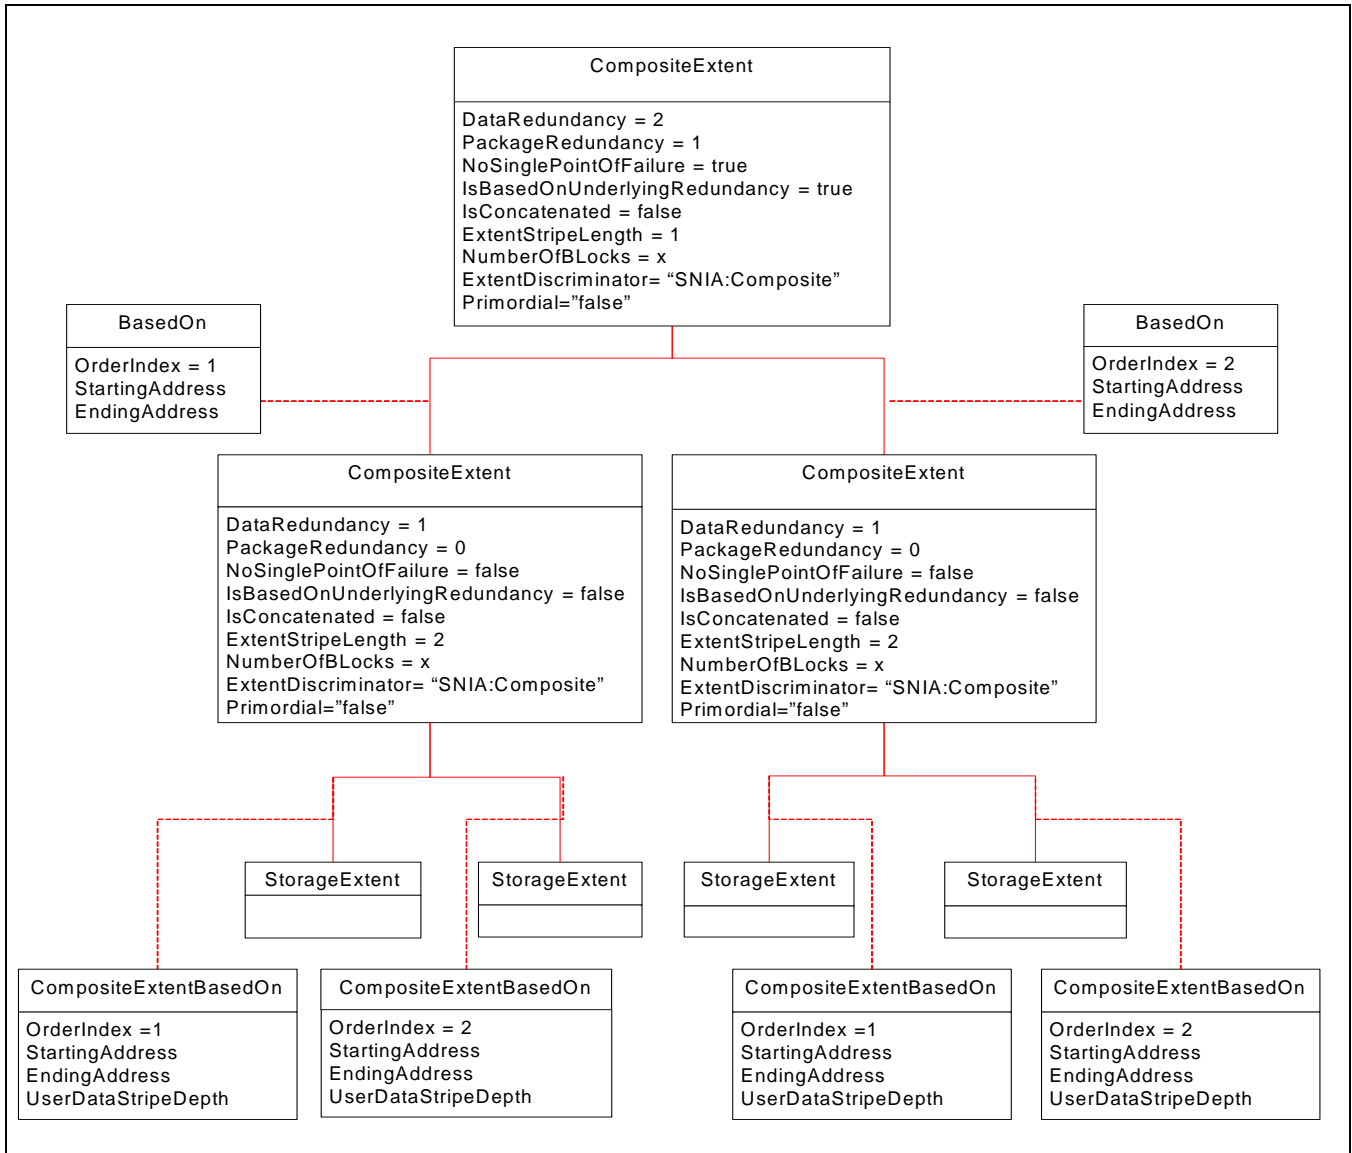 CompositeExtent
DataRedundancy = 2
PackageRedundancy = 1
NoSinglePointOfFailure = true
IsBasedOnUnderlyingRedundancy = true
IsConcatenated = false
ExtentStripeLength = 1
NumberOfBLocks = x
ExtentDiscriminator= “SNIA:Composite”
Primordial=”false”
BasedOn
OrderIndex = 1
StartingAddress
EndingAddress
BasedOn
OrderIndex = 2
StartingAddress
EndingAddress
CompositeExtent
DataRedundancy = 1
PackageRedundancy = 0
NoSinglePointOfFailure = false
IsBasedOnUnderlyingRedundancy = false
IsConcatenated = false
ExtentStripeLength = 2
NumberOfBLocks = x
ExtentDiscriminator= “SNIA:Composite”
Primordial=”false”
CompositeExtent
DataRedundancy = 1
PackageRedundancy = 0
NoSinglePointOfFailure = false
IsBasedOnUnderlyingRedundancy = false
IsConcatenated = false
ExtentStripeLength = 2
NumberOfBLocks = x
ExtentDiscriminator= “SNIA:Composite”
Primordial=”false”
StorageExtent
StorageExtent
StorageExtent
StorageExtent
CompositeExtentBasedOn
OrderIndex =1
StartingAddress
EndingAddress
UserDataStripeDepth
CompositeExtentBasedOn
OrderIndex = 2
StartingAddress
EndingAddress
UserDataStripeDepth
CompositeExtentBasedOn
OrderIndex =1
StartingAddress
EndingAddress
UserDataStripeDepth
CompositeExtentBasedOn
OrderIndex = 2
StartingAddress
EndingAddress
UserDataStripeDepth